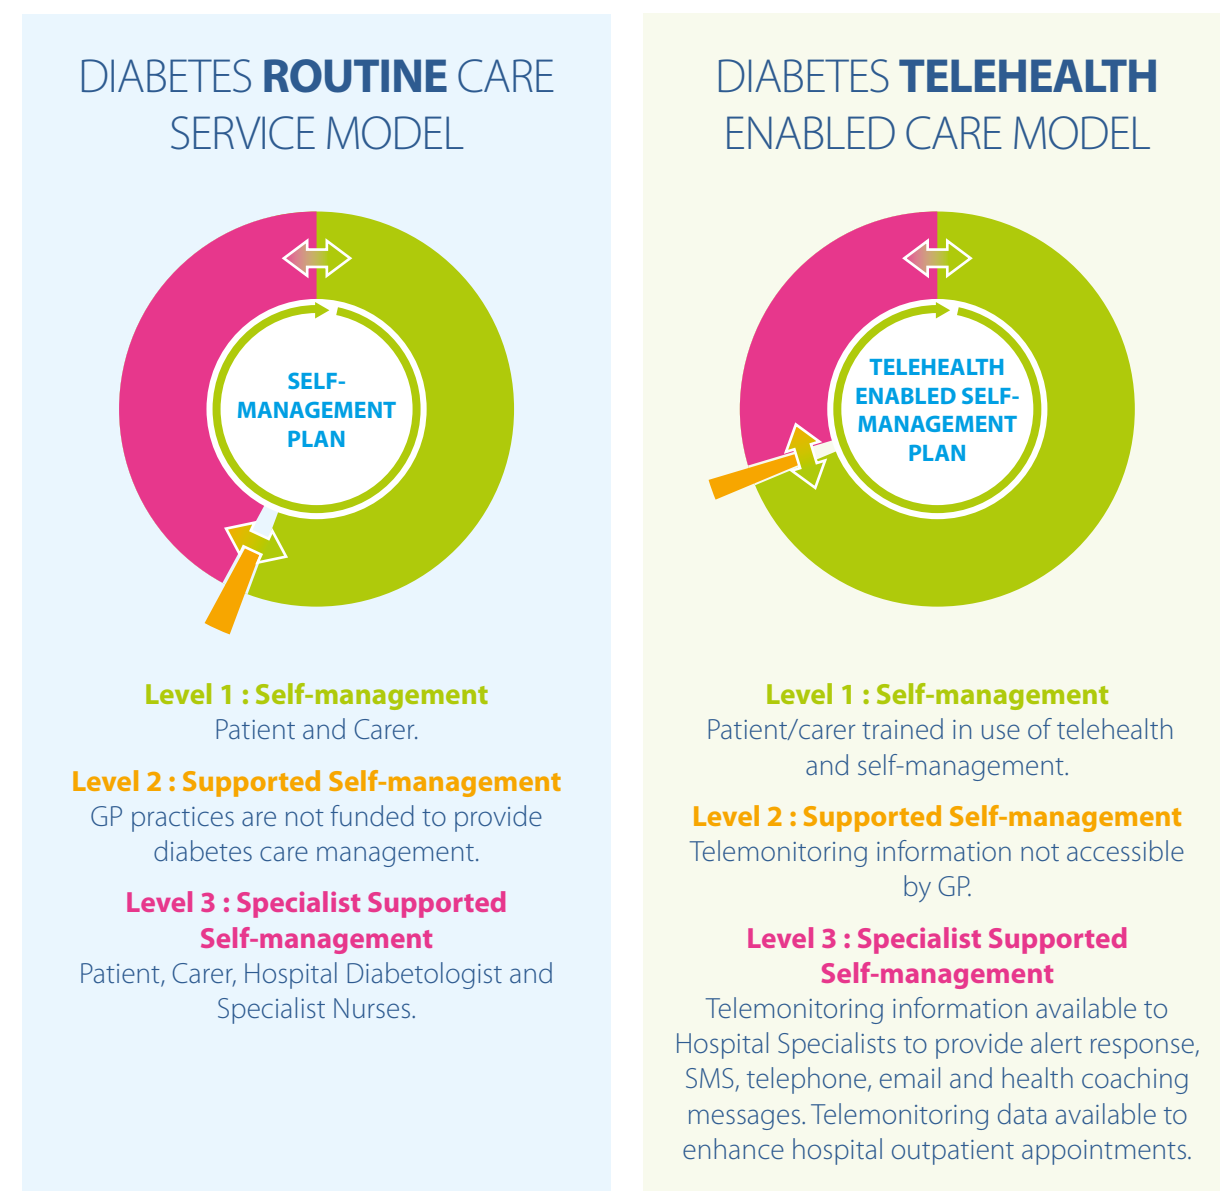 DIABETES ROUTINE CARE
SERVICE MODEL
SELF-
MANAGEMENT
PLAN
Level 1 : Self-management
Patient and Carer.
Level 2 : Supported Self-management
GP practices are not funded to provide
diabetes care management.
Level 3 : Specialist Supported
Self-management
Patient, Carer, Hospital Diabetologist and
Specialist Nurses.
DIABETES TELEHEALTH
ENABLED CARE MODEL
TELEHEALTH
ENABLED SELF-
MANAGEMENT
PLAN
Level 1 : Self-management
Patient/carer trained in use of telehealth
and self-management.
Level 2 : Supported Self-management
Telemonitoring information not accessible
by GP.
Level 3 : Specialist Supported
Self-management
Telemonitoring information available to
Hospital Specialists to provide alert response,
SMS, telephone, email and health coaching
messages. Telemonitoring data available to
enhance hospital outpatient appointments.